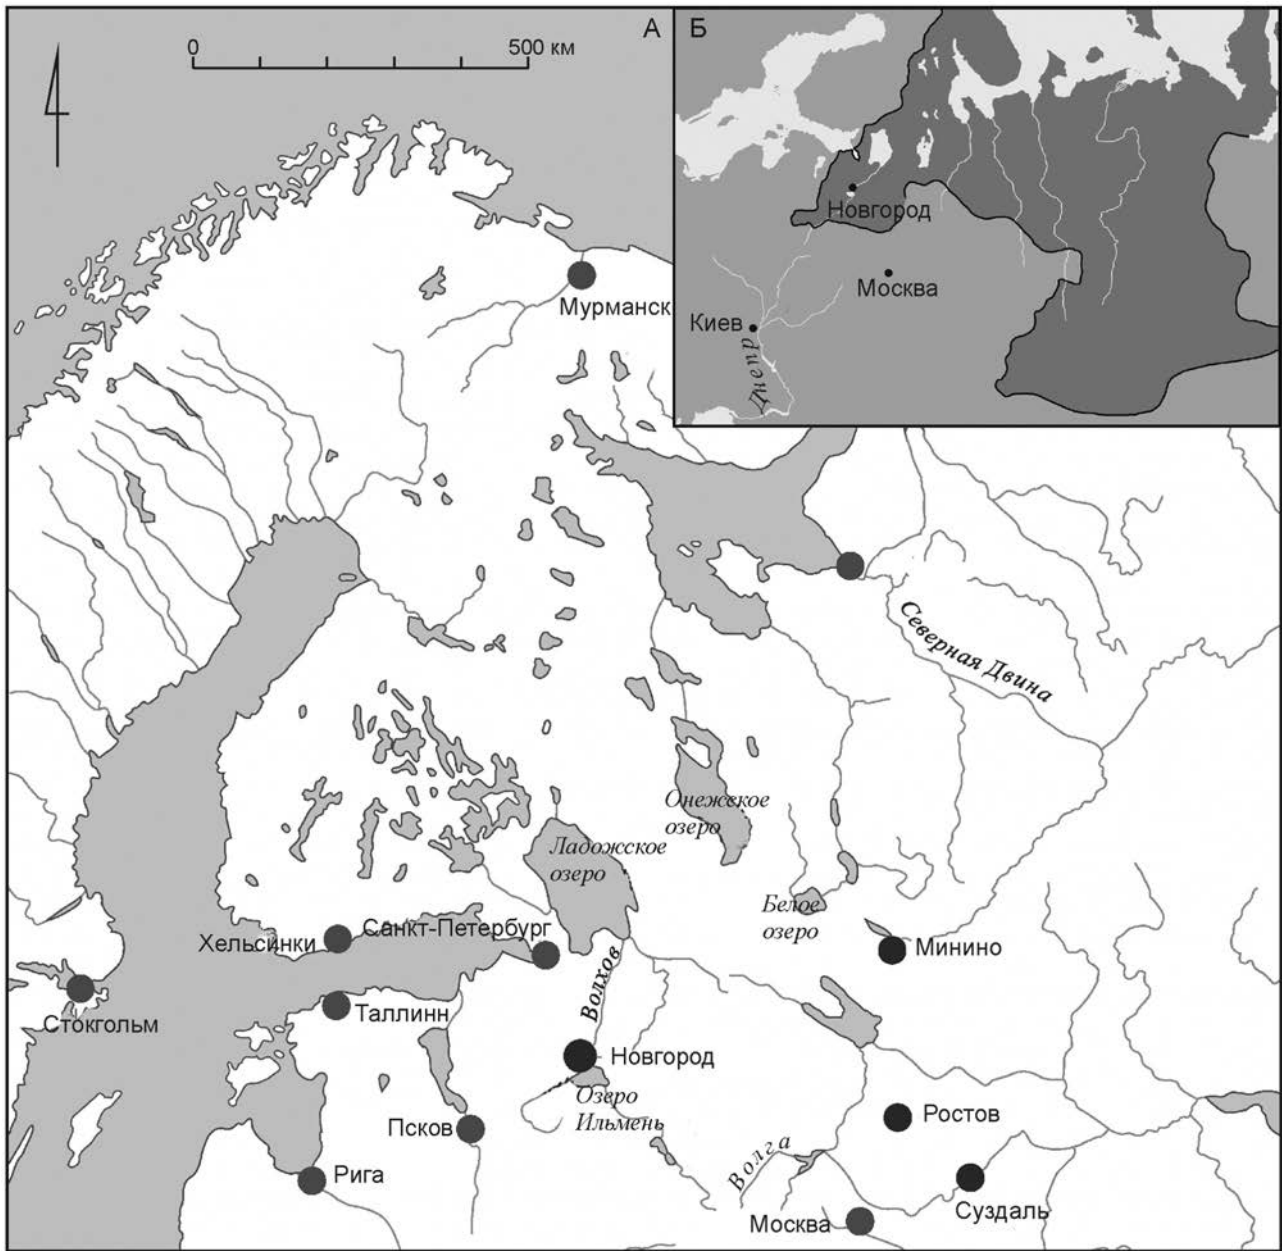 0
500 км
А
Б
Новгород
Москва
Киев
Днепр
Мурманск
Северная Двина
Онежское
озеро
Ладожское
озеро
Белое
озеро
Санкт-Петербург
Хельсинки
Минино
Волхов
Стокгольм
Таллинн
Новгород
Озеро
Ильмень
Псков
Ростов
Рига
Волга
Суздаль
Москва